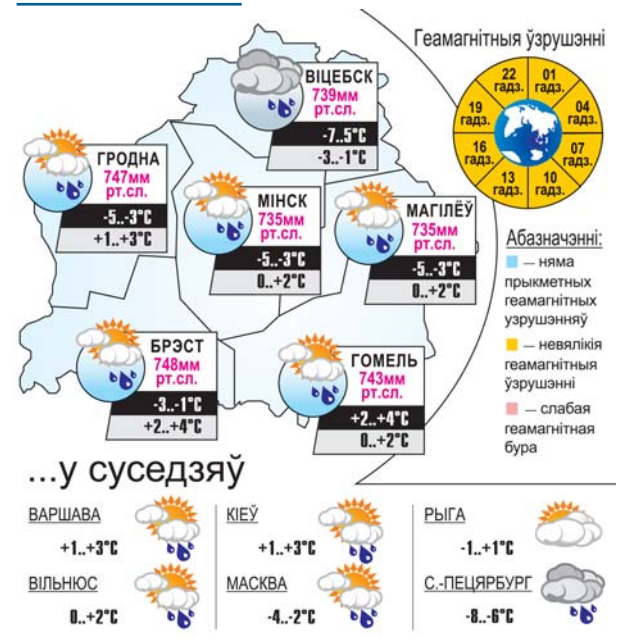 Геамагнітныя ўзрушэнні
22 гадз.
01 гадз.
04 гадз.
07 гадз.
10 гадз.
13 гадз.
16 гадз.
19 гадз.
ВІЦЕБСК
739мм
рт.сл.
-7..5°C
-3..-1°C
ГРОДНА
747мм
рт.сл.
-5..-3°C
+1..+3°C
МІНСК
735мм
рт.сл.
-5..-3°C
0..+2°C
МАГІЛЁЎ
735мм
рт.сл.
-5..-3°C
0..+2°C
БРЭСТ
748мм
рт.сл.
-3..-1°C
+2..+4°C
ГОМЕЛЬ
743мм
рт.сл.
+2..+4°C
0..+2°C
Абазначэнні:
— няма
прыкметных
геамагнітных
узрушэнняў
— невялікія
геамагнітныя
ўзрушэнні
— слабая
геамагнітная
бура
...у суседзяў
ВАРШАВА
+1..+3°C
КІЕЎ
+1..+3°C
РЫГА
-1..+1°C
ВІЛЬНЮС
0..+2°C
МАСКВА
-4..-2°C
С.-ПЕЦЯРБУРГ
-8..-6°C